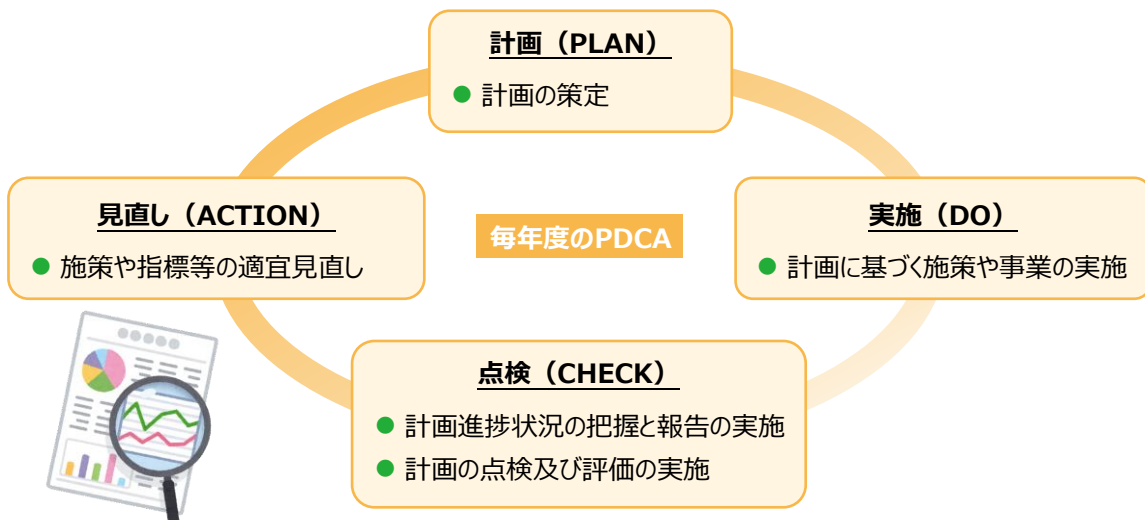 計画（PLAN）
● 計画の策定
見直し（ACTION）
● 施策や指標等の適宜見直し
毎年度のPDCA
実施（DO）
● 計画に基づく施策や事業の実施
点検（CHECK）
● 計画進捗状況の把握と報告の実施
● 計画の点検及び評価の実施